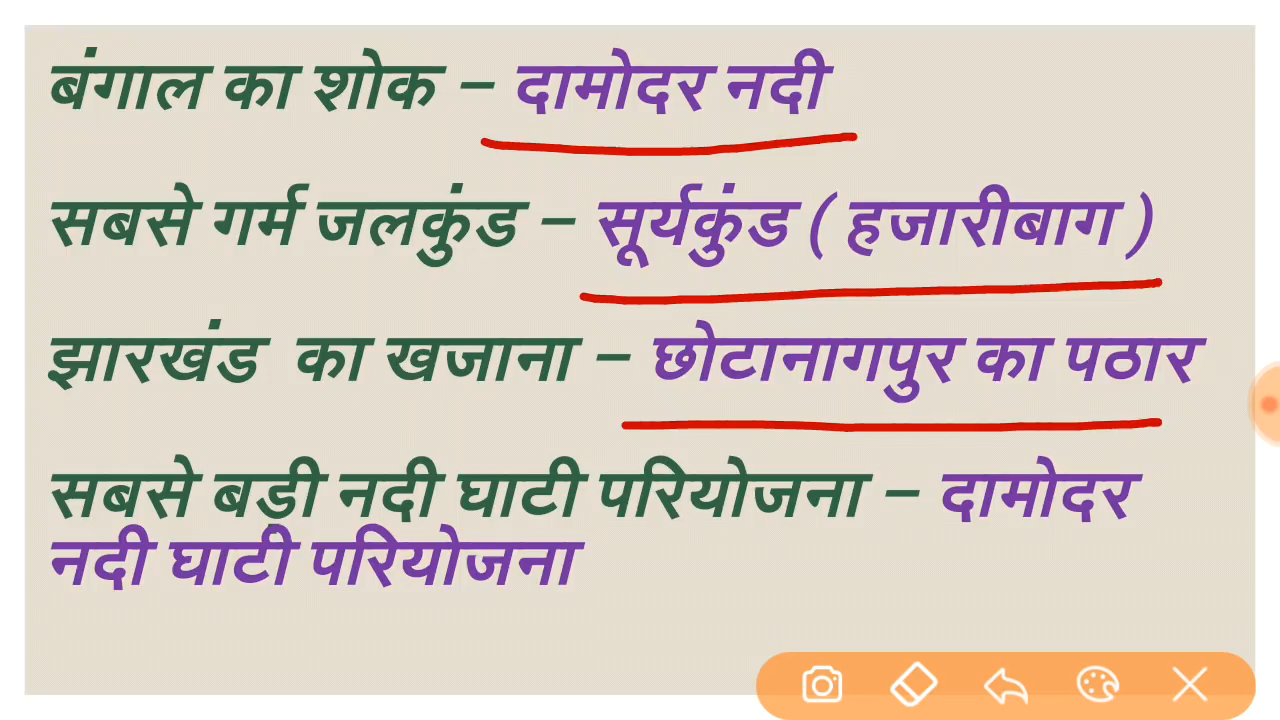 बंगाल का शोक – दामोदर नदी
सबसे गर्म जलकुंड – सूर्यकुंड ( हजारीबाग )
झारखंड का खजाना – छोटानागपुर का पठार
सबसे बड़ी नदी घाटी परियोजना – दामोदर
नदी घाटी परियोजना